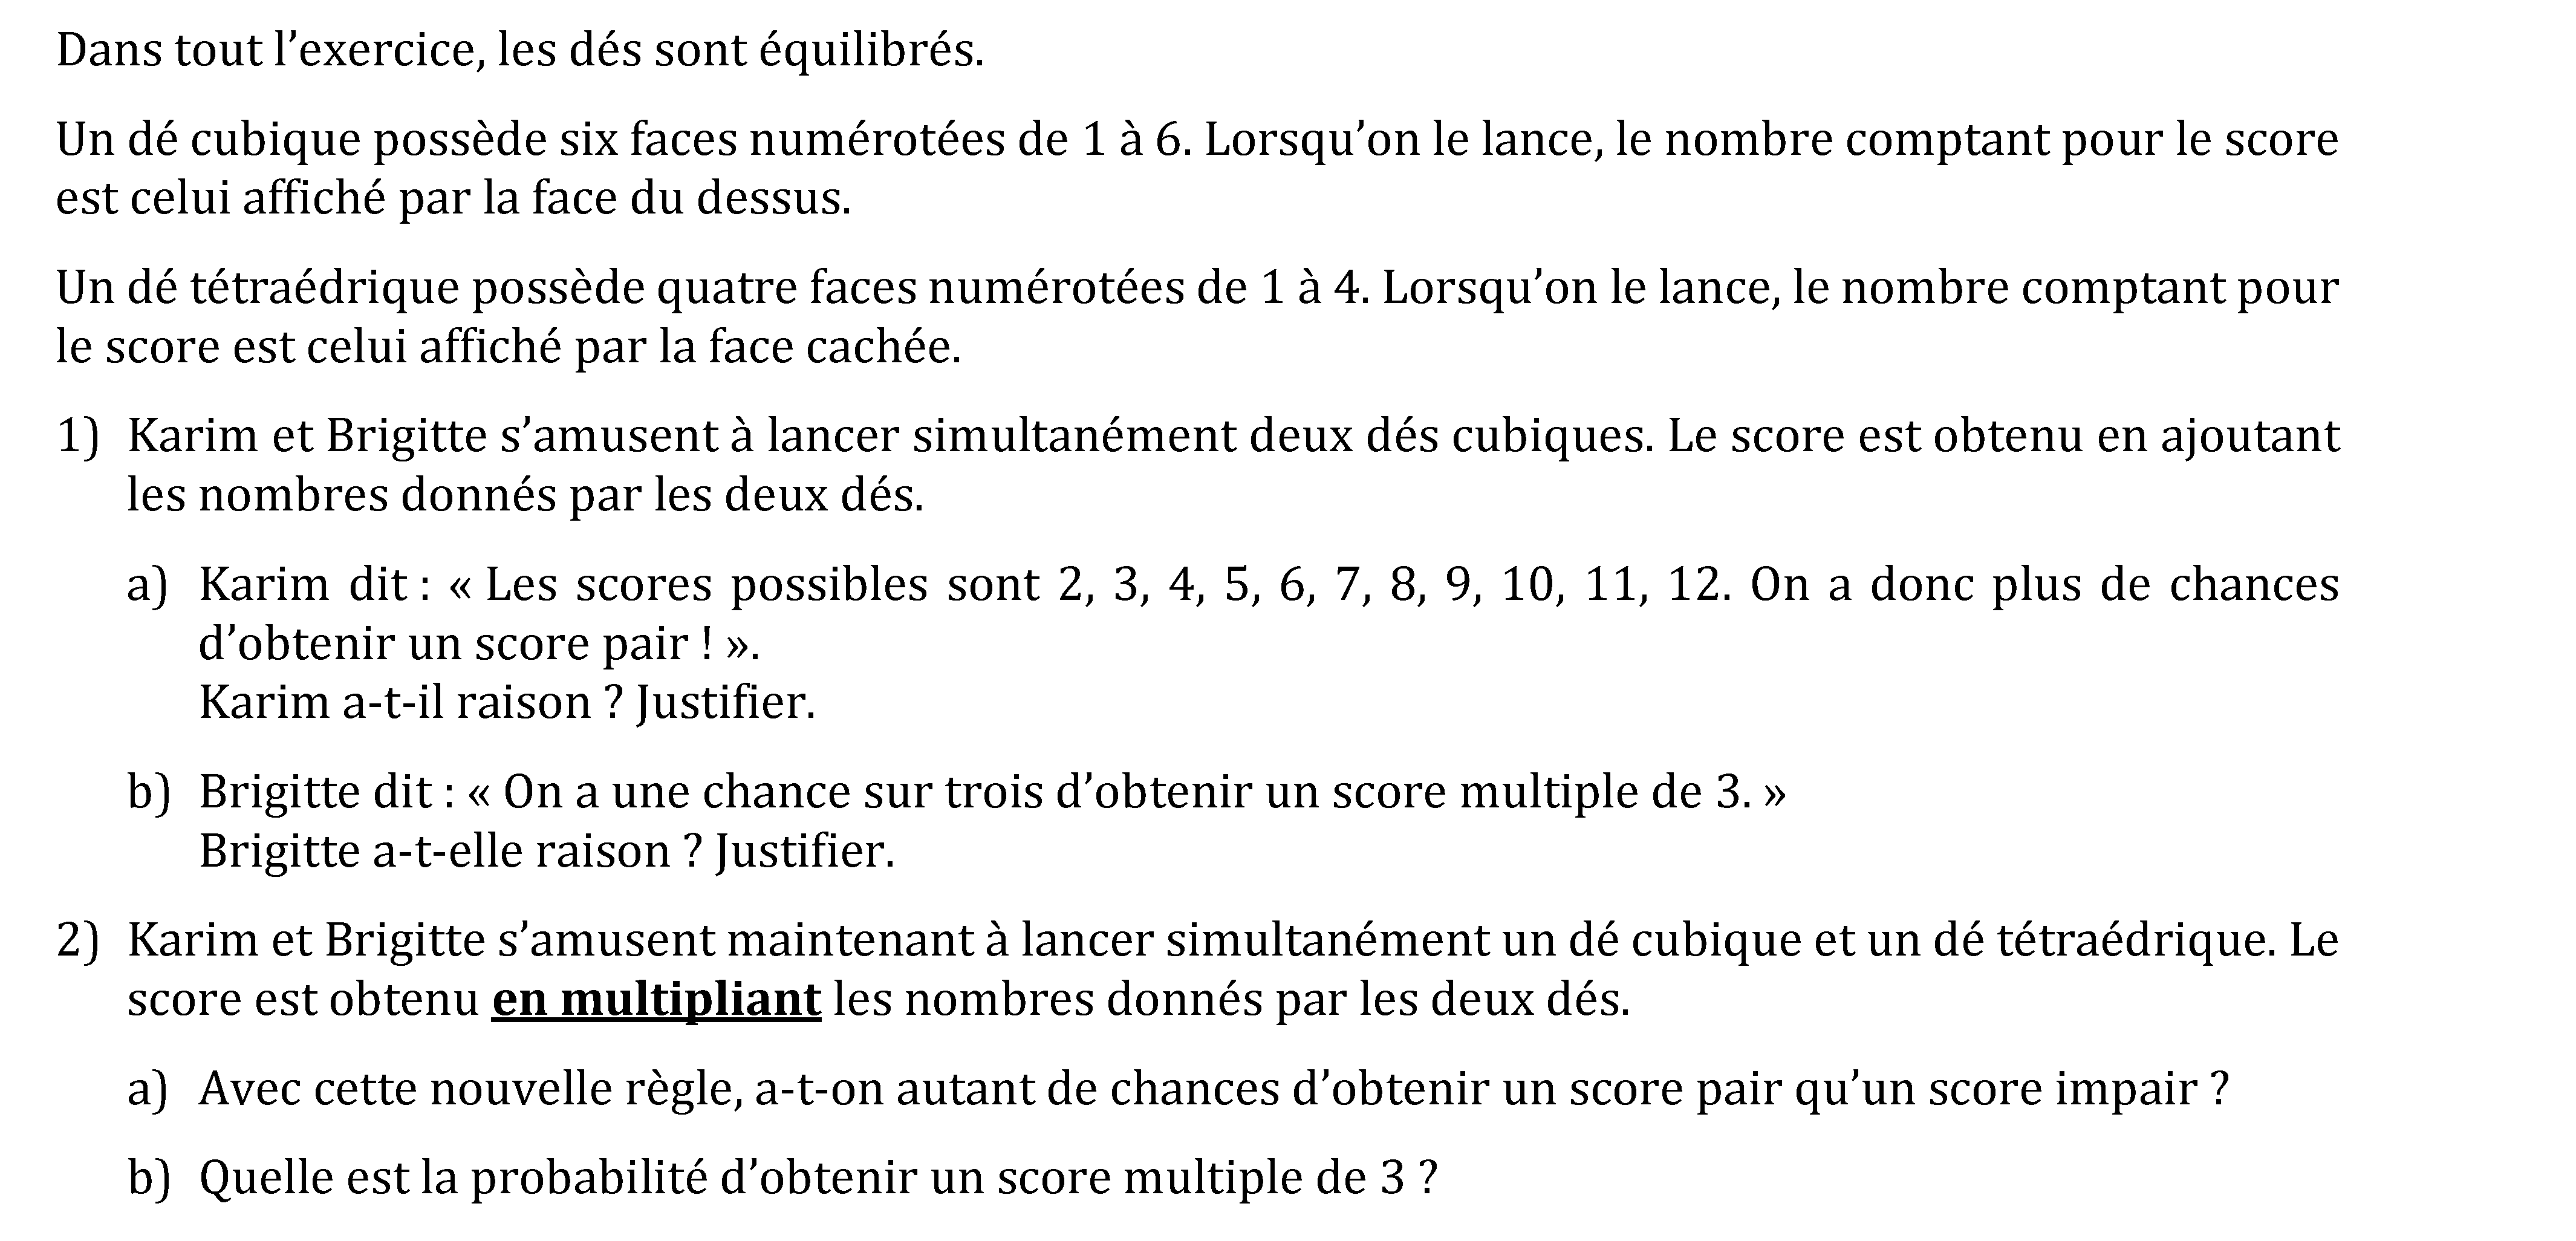 Dans tout l’exercice, les dés sont équilibrés.
Un dé cubique possède six faces numérotées de 1 à 6. Lorsqu’on le lance, le nombre comptant pour le score
est celui affiché par la face du dessus.
Un dé tétraédrique possède quatre faces numérotées de 1 à 4. Lorsqu’on le lance, le nombre comptant pour
le score est celui affiché par la face cachée.
1) Karim et Brigitte s’amusent à lancer simultanément deux dés cubiques. Le score est obtenu en ajoutant
les nombres donnés par les deux dés.
a) Karim dit : « Les scores possibles sont 2, 3, 4, 5, 6, 7, 8, 9, 10, 11, 12. On a donc plus de chances
d’obtenir un score pair ! ».
Karim a-t-il raison ? Justifier.
b) Brigitte dit : « On a une chance sur trois d’obtenir un score multiple de 3. »
Brigitte a-t-elle raison ? Justifier.
2) Karim et Brigitte s’amusent maintenant à lancer simultanément un dé cubique et un dé tétraédrique. Le
score est obtenu en multipliant les nombres donnés par les deux dés.
a) Avec cette nouvelle règle, a-t-on autant de chances d’obtenir un score pair qu’un score impair ?
b) Quelle est la probabilité d’obtenir un score multiple de 3 ?